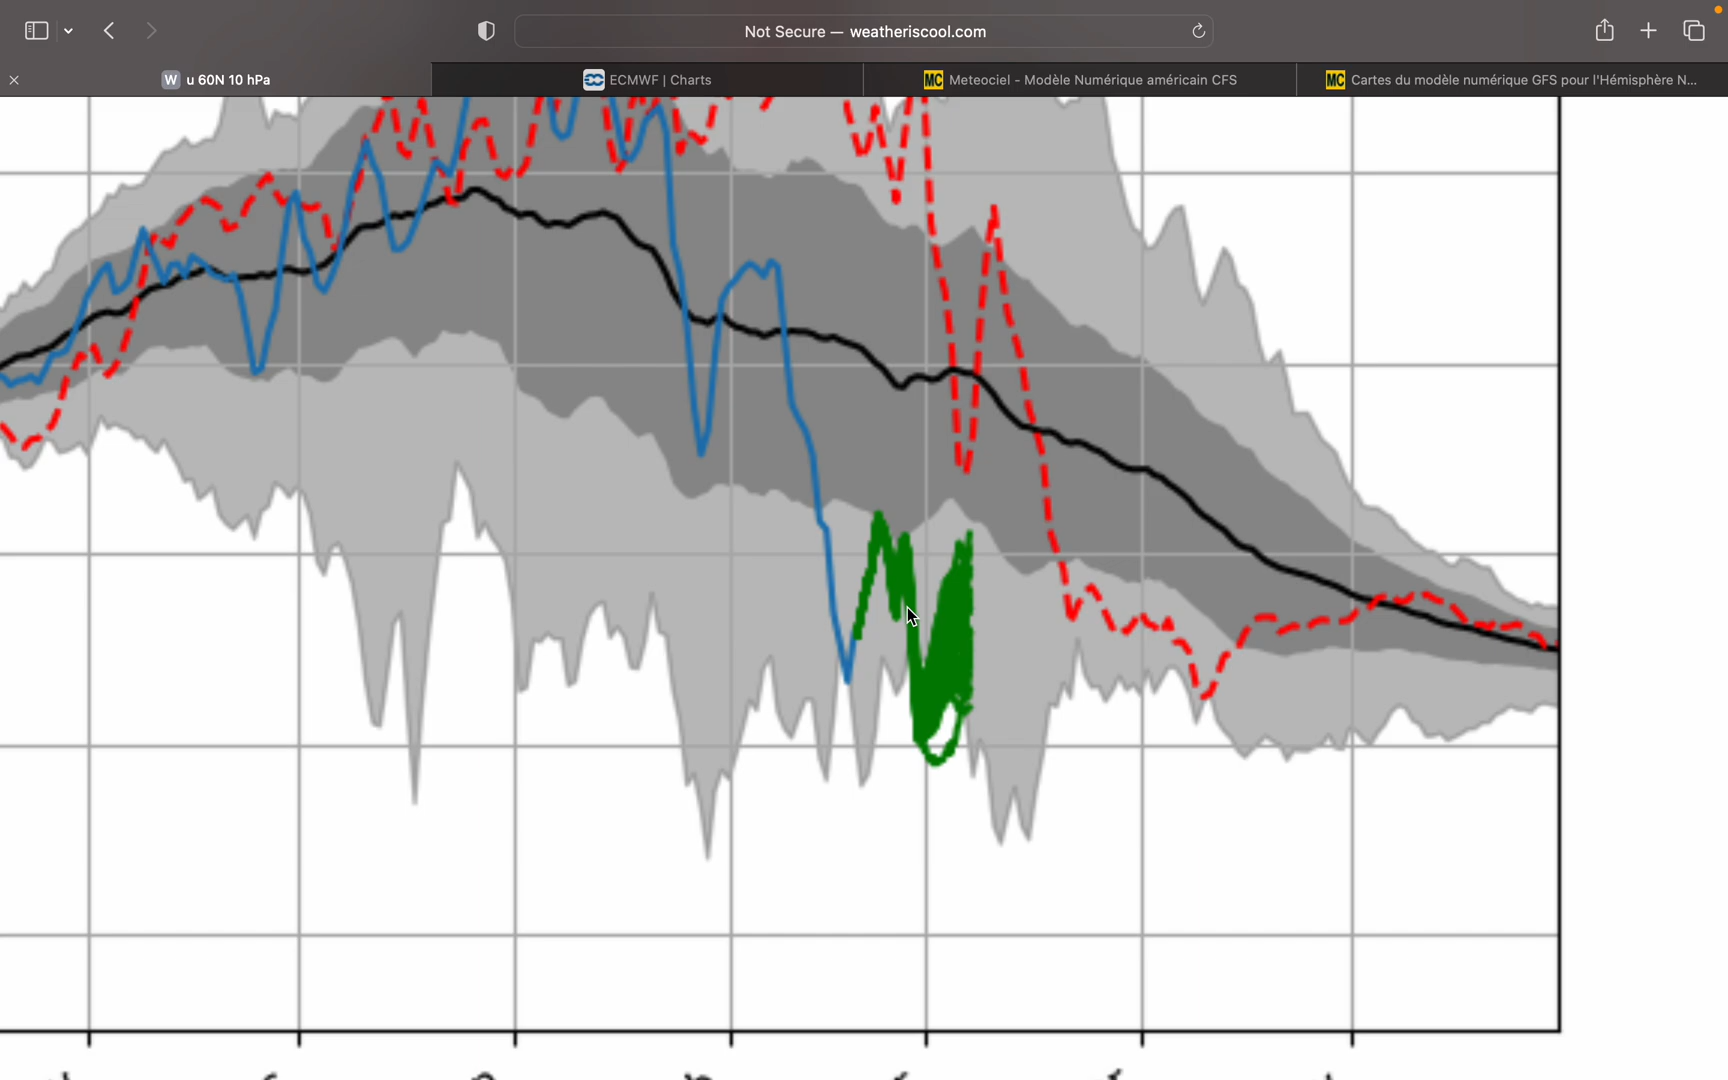 Not Secure — weatheriscool.com
W u 60N 10 hPa
ECMWF | Charts
MC Meteociel - Modèle Numérique américain CFS
MC Cartes du modèle numérique GFS pour l'Hémisphère N...